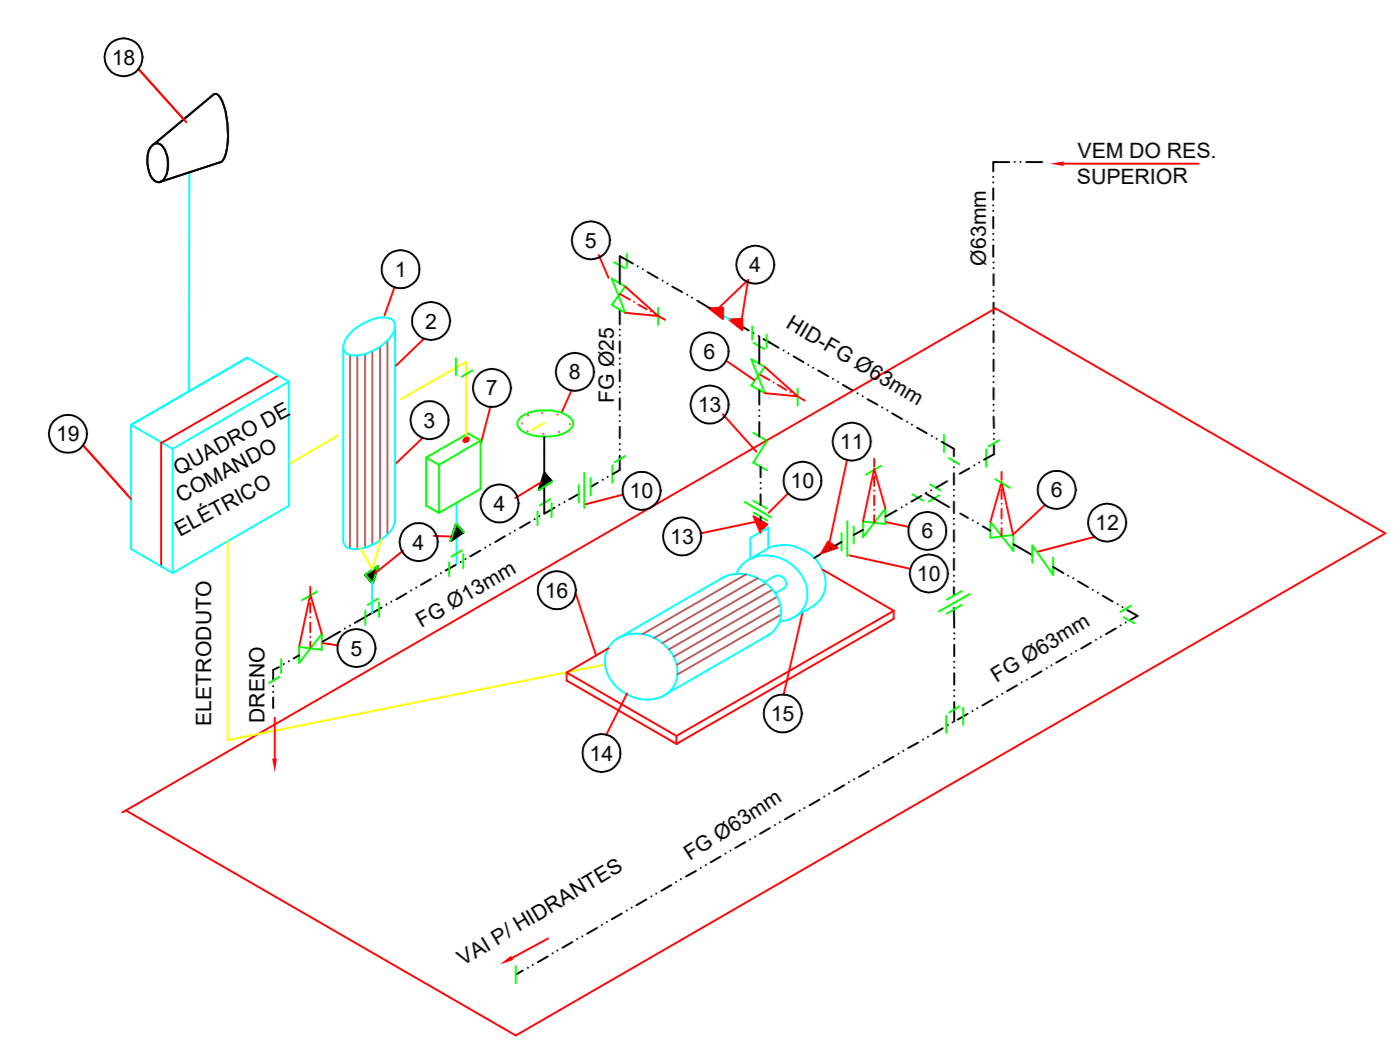 18
VEM DO RES.
SUPERIOR
Ø63mm
5
4
1
2
HID-FG Ø63mm
6
FG Ø25
8
7
13
3
19
QUADRO DE
COMANDO
ELÉTRICO
11
10
4
10
6
12
13
6
4
10
FG Ø13mm
16
5
ELETRODUTO
DRENO
FG Ø63mm
15
14
FG Ø63mm
VAI P/ HIDRANTES